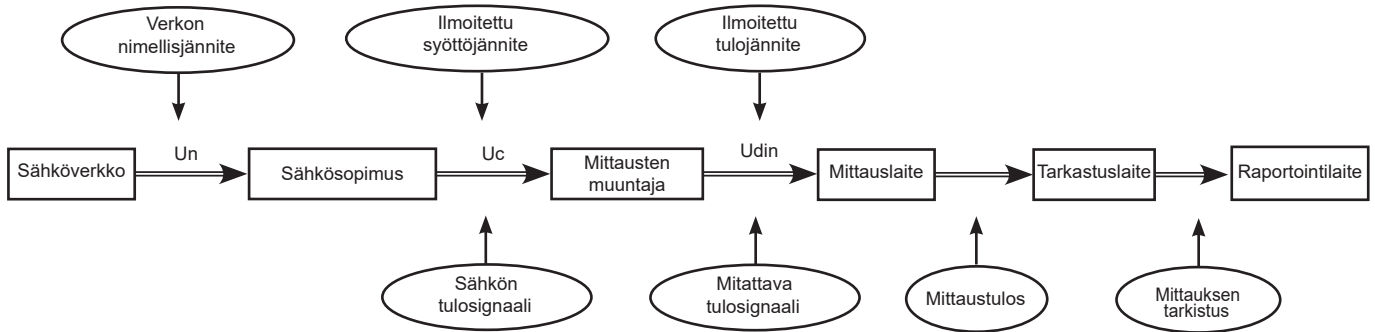 Verkon
nimellisjännite
Ilmoitettu
syöttöjännite
Ilmoitettu
tulojännite
Un
Uc
Udin
Sähköverkko
Sähkösopimus
Mittausten
muuntaja
Mittauslaite
Tarkastuslaite
Raportointilaite
Sähkön
tulosignaali
Mitattava
tulosignaali
Mittaustulos
Mittauksen
tarkistus